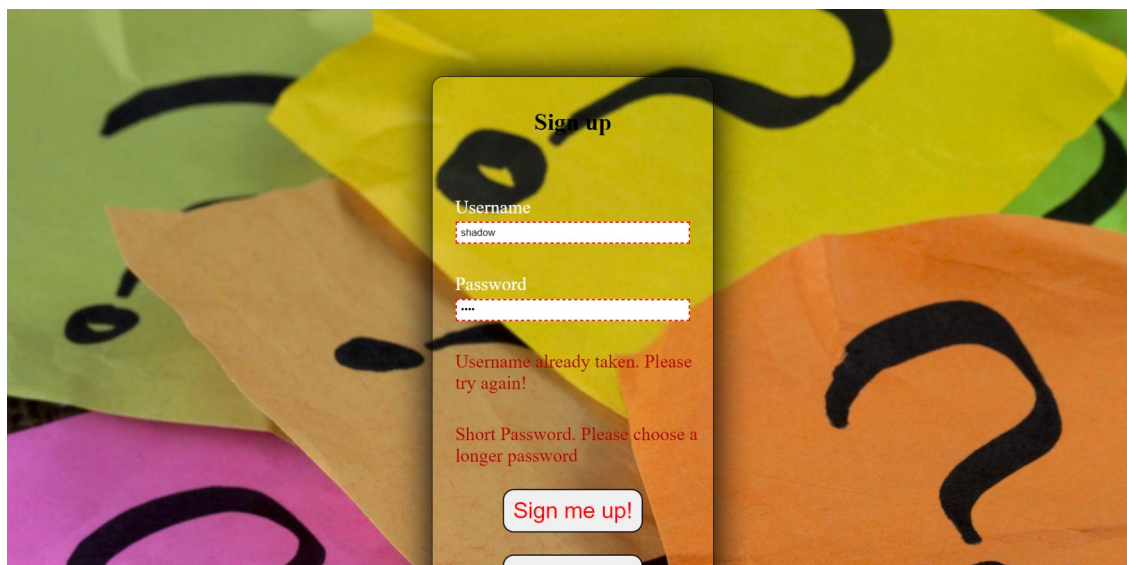 Sign up
Username
shadow
Password
••••
Username already taken. Please
try again!
Short Password. Please choose a
longer password
Sign me up!